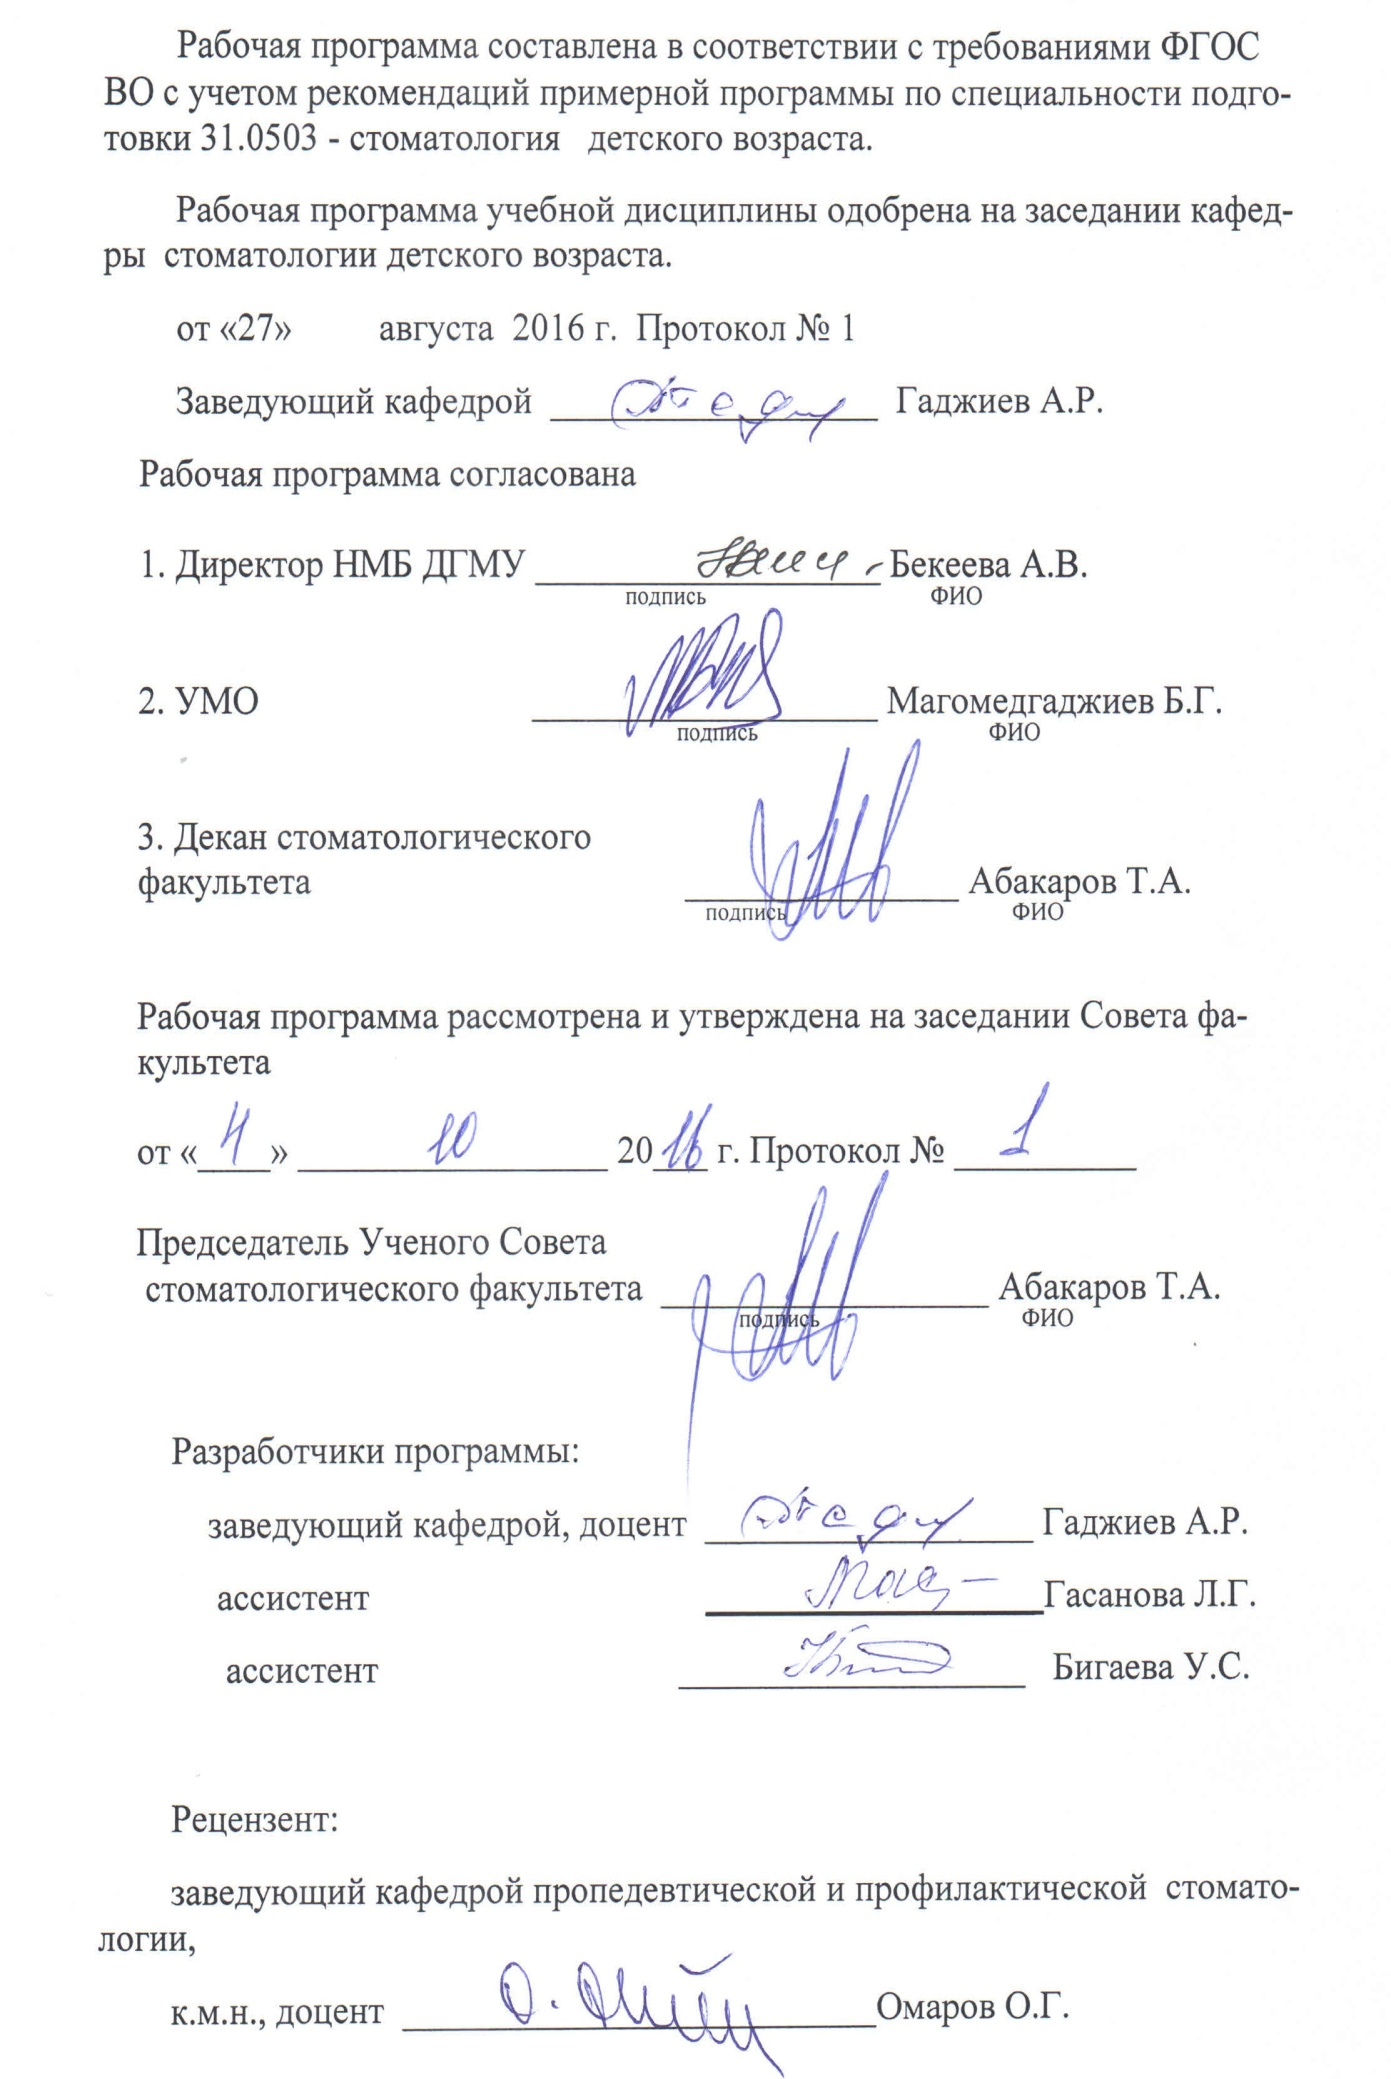 Рабочая программа составлена в соответствии с требованиями ФГОС
ВО с учетом рекомендаций примерной программы по специальности подго-
товки 31.0503 - стоматология детского возраста.
Рабочая программа учебной дисциплины одобрена на заседании кафед-
ры стоматологии детского возраста.
от «27» августа 2016 г. Протокол № 1
Заведующий кафедрой Гаджиев А.Р.
Рабочая программа согласована
1. Директор НМБ ДГМУ Бекеева А.В.
подпись ФИО
2. УМО Магомедгаджиев Б.Г.
подпись ФИО
3. Декан стоматологического
факультета Абакаров Т.А.
подпись ФИО
Рабочая программа рассмотрена и утверждена на заседании Совета фа-
культета
от «4» 10 2016 г. Протокол № 1
Председатель Ученого Совета
стоматологического факультета Абакаров Т.А.
подпись ФИО
Разработчики программы:
заведующий кафедрой, доцент Гаджиев А.Р.
ассистент Гасанова Л.Г.
ассистент Бигаева У.С.
Рецензент:
заведующий кафедрой пропедевтической и профилактической стомато-
логии,
к.м.н., доцент Омаров О.Г.